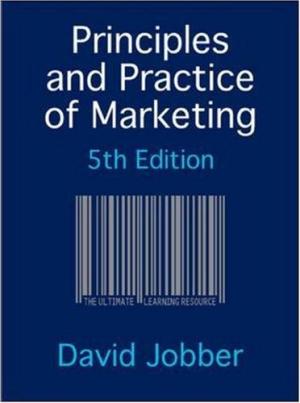 Principles
and Practice
of Marketing
5th Edition
THE ULTIMATE LEARNING RESOURCE
David Jobber